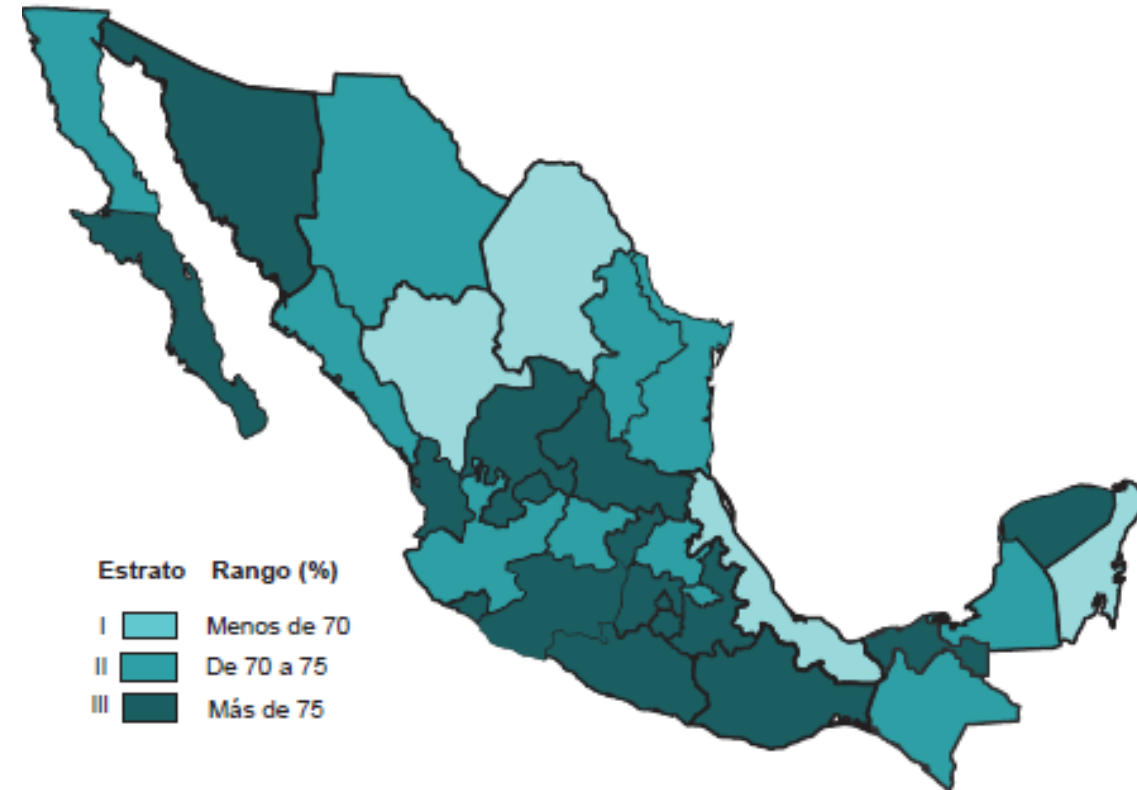 Estrato Rango (%)
I Menos de 70
II De 70 a 75
III Más de 75